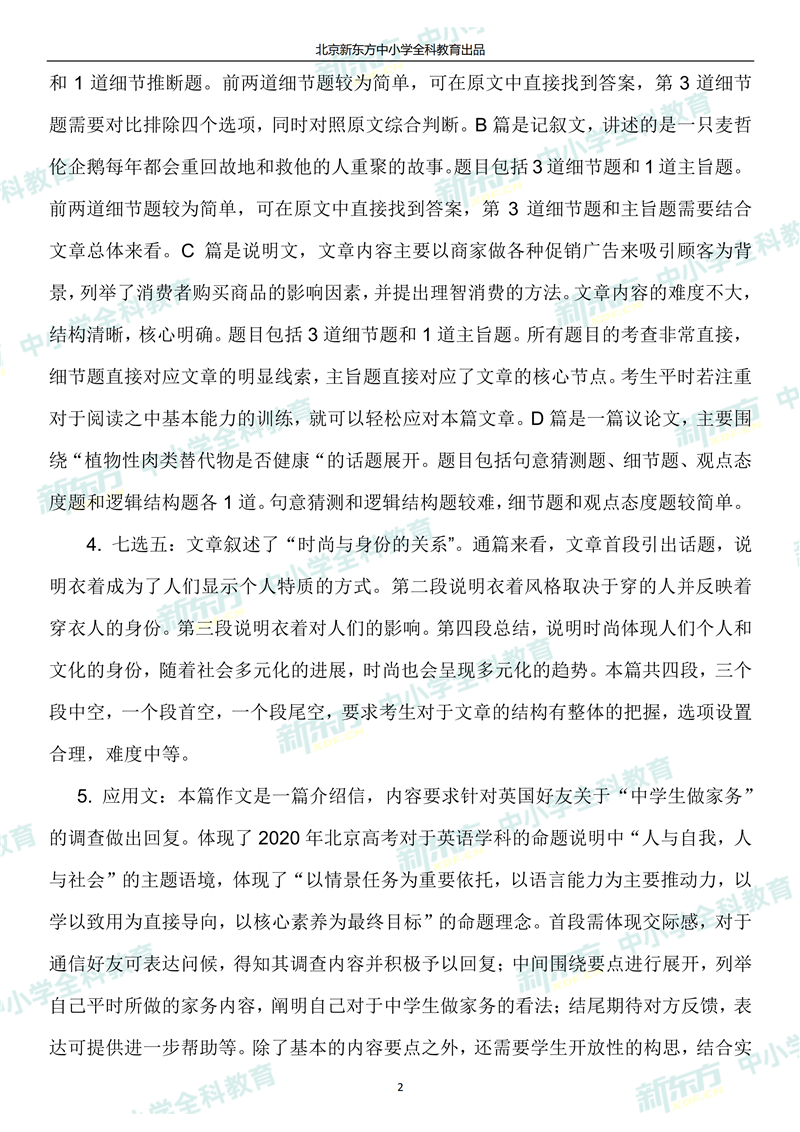 北京新东方中小学全科教育出品
和 1 道细节推断题。前两道细节题较为简单，可在原文中直接找到答案，第 3 道细节
题需要对比排除四个选项，同时对照原文综合判断。B 篇是记叙文，讲述的是一只麦哲
伦企鹅每年都会重回故地和救他的人重聚的故事。题目包括 3 道细节题和 1 道主旨题。
前两道细节题较为简单，可在原文中直接找到答案，第 3 道细节题和主旨题需要结合
文章总体来看。C 篇是说明文，文章内容主要以商家做各种促销广告来吸引顾客为背
景，列举了消费者购买商品的影响因素，并提出理智消费的方法。文章内容的难度不大，
结构清晰，核心明确。题目包括 3 道细节题和 1 道主旨题。所有题目的考查非常直接，
细节题直接对应文章的明显线索，主旨题直接对应了文章的核心节点。考生平时若注重
对于阅读之中基本能力的训练，就可以轻松应对本篇文章。D 篇是一篇议论文，主要围
绕“植物性肉类替代物是否健康“的话题展开。题目包括句意猜测题、细节题、观点态
度题和逻辑结构题各 1 道。句意猜测和逻辑结构题较难，细节题和观点态度题较简单。
4. 七选五：文章叙述了“时尚与身份的关系”。通篇来看，文章首段引出话题，说
明衣着成为了人们显示个人特质的方式。第二段说明衣着风格取决于穿的人并反映着
穿衣人的身份。第三段说明衣着对人们的影响。第四段总结，说明时尚体现人们个人和
文化的身份，随着社会多元化的进展，时尚也会呈现多元化的趋势。本篇共四段，三个
段中空，一个段首空，一个段尾空，要求考生对于文章的结构有整体的把握，选项设置
合理，难度中等。
5. 应用文：本篇作文是一篇介绍信，内容要求针对英国好友关于“中学生做家务”
的调查做出回复。体现了 2020 年北京高考对于英语学科的命题说明中“人与自我，人
与社会”的主题语境，体现了“以情景任务为重要依托，以语言能力为主要推动力，以
学以致用为直接导向，以核心素养为最终目标”的命题理念。首段需体现交际感，对于
通信好友可表达问候，得知其调查内容并积极予以回复；中间围绕要点进行展开，列举
自己平时所做的家务内容，阐明自己对于中学生做家务的看法；结尾期待对方反馈，表
达可提供进一步帮助等。除了基本的内容要点之外，还需要学生开放性的构思，结合实
2